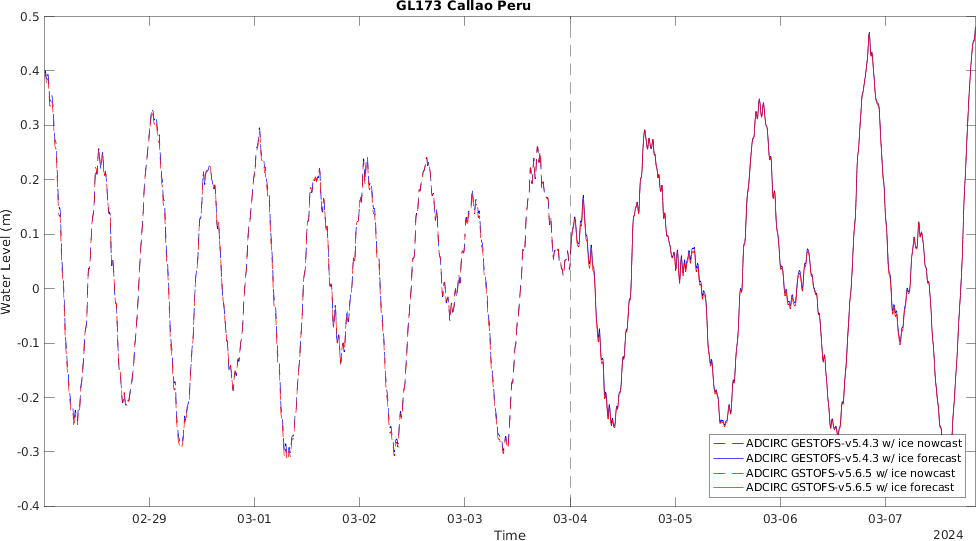 GL173 Callao Peru
0.5
0.4
0.3
0.2
0.1
0
-0.1
-0.2
-0.3
-0.4
Water Level (m)
02-29
03-01
03-02
03-03
03-04
03-05
03-06
03-07
Time
2024
ADCIRC GESTOFS-v5.4.3 w/ ice nowcast
ADCIRC GESTOFS-v5.4.3 w/ ice forecast
ADCIRC GSTOFS-v5.6.5 w/ ice nowcast
ADCIRC GSTOFS-v5.6.5 w/ ice forecast